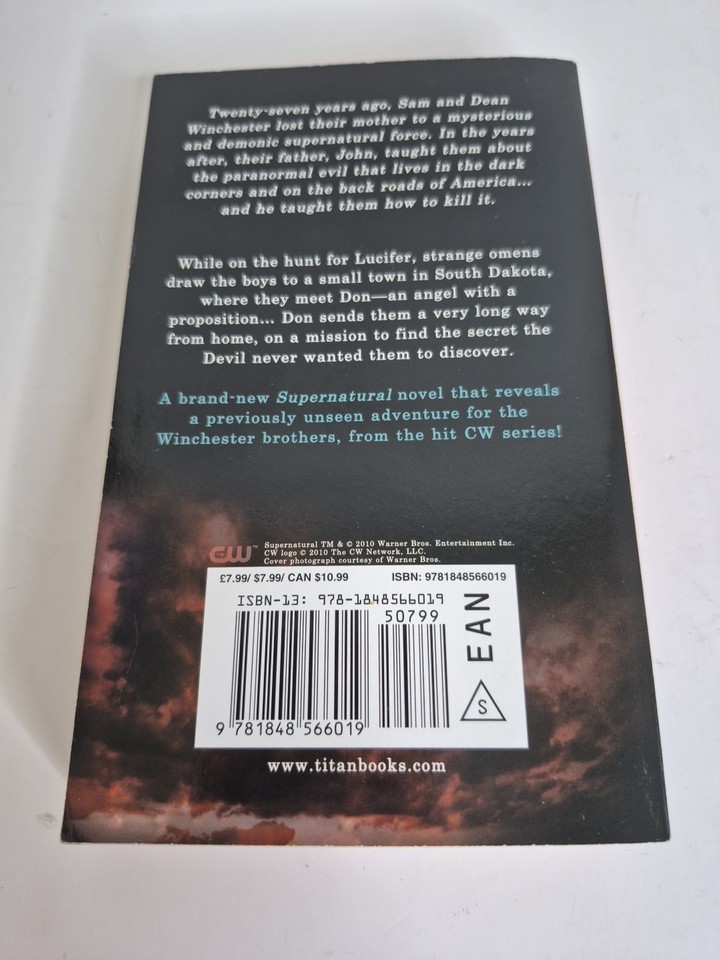 Twenty-seven years ago, Sam and Dean
Winchester lost their mother to a mysterious
and demonic supernatural force. In the years
after, their father, John, taught them about
the paranormal evil that lives in the dark
corners and on the back roads of America...
and he taught them how to kill it.
While on the hunt for Lucifer, strange omens
draw the boys to a small town in South Dakota,
where they meet Don—an angel with a
proposition... Don sends them a very long way
from home, on a mission to find the secret the
Devil never wanted them to discover.
A brand-new Supernatural novel that reveals
a previously unseen adventure for the
Winchester brothers, from the hit CW series!
CW™
Supernatural TM & © 2010 Warner Bros. Entertainment Inc.
CW logo © 2010 The CW Network, LLC.
Cover photograph courtesy of Warner Bros.
£7.99/ $7.99/ CAN $10.99 ISBN: 9781848566019
ISBN-13: 978-1848566019
50799
EAN
S
9 781848 566019
www.titanbooks.com